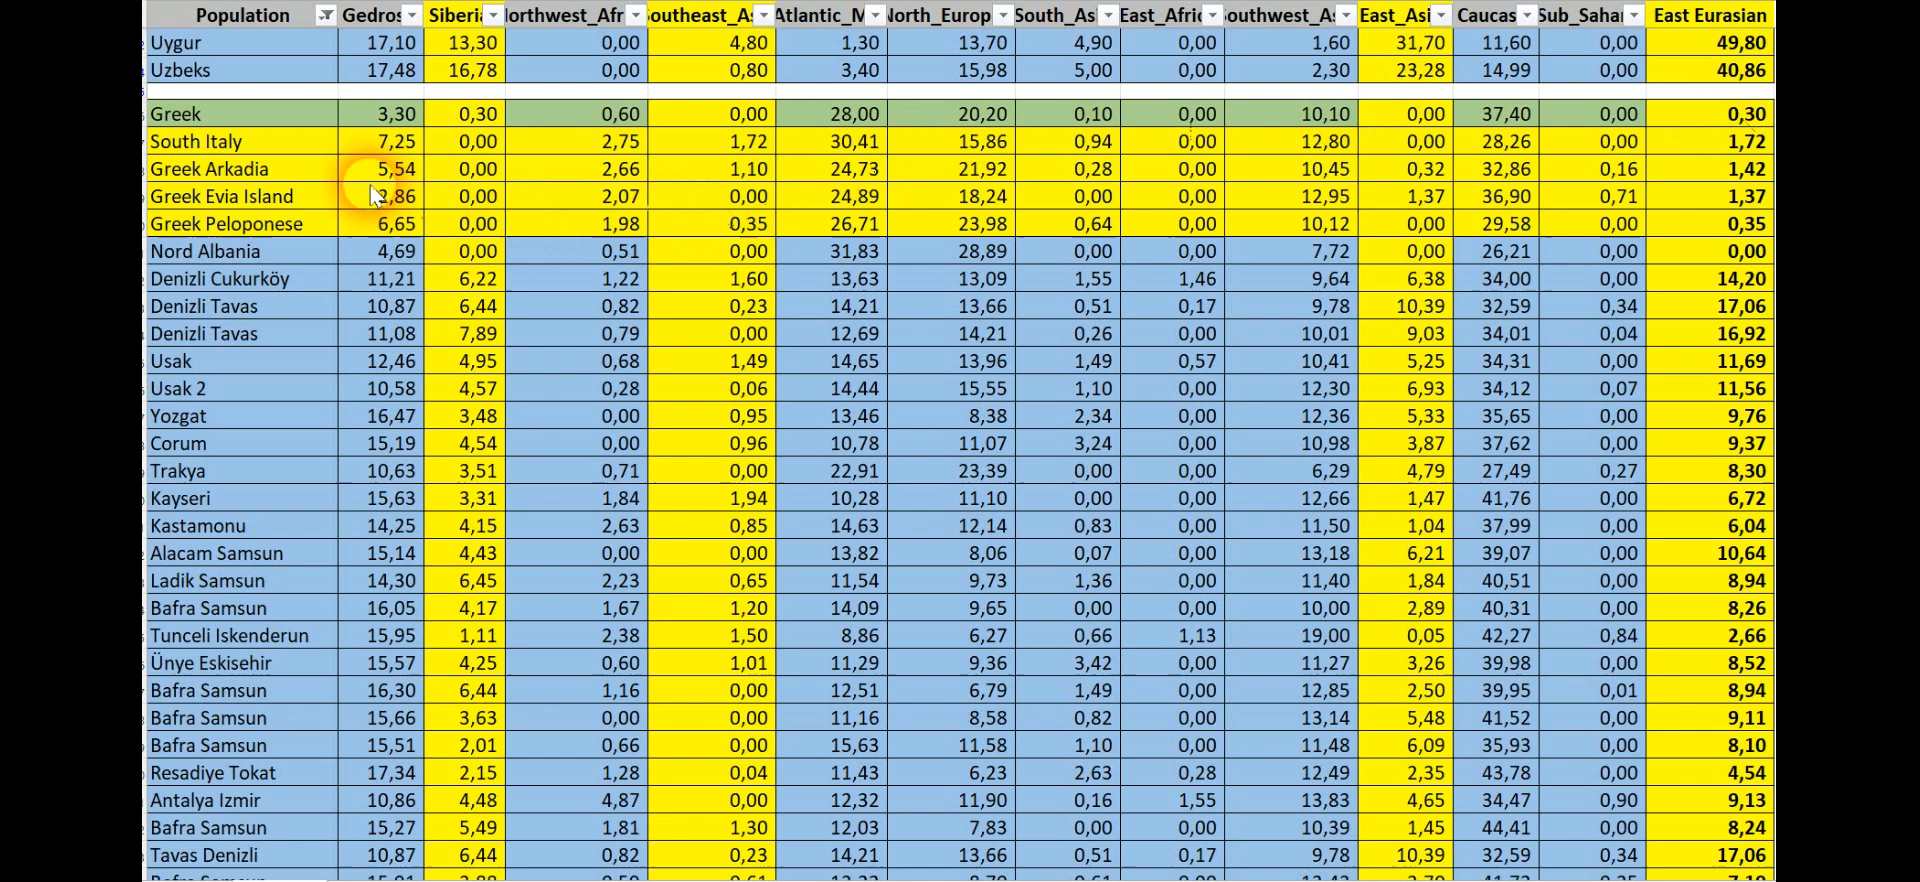 Population Gedros Siberia Northwest_Afr Southeast_As Atlantic_M North_Europ South_As East_Afric Southwest_As East_Asi Caucas Sub_Sahar East Eurasian
Uygur 17,10 13,30 0,00 4,80 1,30 13,70 4,90 0,00 1,60 31,70 11,60 0,00 49,80
Uzbeks 17,48 16,78 0,00 0,80 3,40 15,98 5,00 0,00 2,30 23,28 14,99 0,00 40,86
Greek 3,30 0,30 0,60 0,00 28,00 20,20 0,10 0,00 10,10 0,00 37,40 0,00 0,30
South Italy 7,25 0,00 2,75 1,72 30,41 15,86 0,94 0,00 12,80 0,00 28,26 0,00 1,72
Greek Arkadia 5,54 0,00 2,66 1,10 24,73 21,92 0,28 0,00 10,45 0,32 32,86 0,16 1,42
Greek Evia Island 2,86 0,00 2,07 0,00 24,89 18,24 0,00 0,00 12,95 1,37 36,90 0,71 1,37
Greek Peloponese 6,65 0,00 1,98 0,35 26,71 23,98 0,64 0,00 10,12 0,00 29,58 0,00 0,35
Nord Albania 4,69 0,00 0,51 0,00 31,83 28,89 0,00 0,00 7,72 0,00 26,21 0,00 0,00
Denizli Cukurköy 11,21 6,22 1,22 1,60 13,63 13,09 1,55 1,46 9,64 6,38 34,00 0,00 14,20
Denizli Tavas 10,87 6,44 0,82 0,23 14,21 13,66 0,51 0,17 9,78 10,39 32,59 0,34 17,06
Denizli Tavas 11,08 7,89 0,79 0,00 12,69 14,21 0,26 0,00 10,01 9,03 34,01 0,04 16,92
Usak 12,46 4,95 0,68 1,49 14,65 13,96 1,49 0,57 10,41 5,25 34,31 0,00 11,69
Usak 2 10,58 4,57 0,28 0,06 14,44 15,55 1,10 0,00 12,30 6,93 34,12 0,07 11,56
Yozgat 16,47 3,48 0,00 0,95 13,46 8,38 2,34 0,00 12,36 5,33 35,65 0,00 9,76
Corum 15,19 4,54 0,00 0,96 10,78 11,07 3,24 0,00 10,98 3,87 37,62 0,00 9,37
Trakya 10,63 3,51 0,71 0,00 22,91 23,39 0,00 0,00 6,29 4,79 27,49 0,27 8,30
Kayseri 15,63 3,31 1,84 1,94 10,28 11,10 0,00 0,00 12,66 1,47 41,76 0,00 6,72
Kastamonu 14,25 4,15 2,63 0,85 14,63 12,14 0,83 0,00 11,50 1,04 37,99 0,00 6,04
Alacam Samsun 15,14 4,43 0,00 0,00 13,82 8,06 0,07 0,00 13,18 6,21 39,07 0,00 10,64
Ladik Samsun 14,30 6,45 2,23 0,65 11,54 9,73 1,36 0,00 11,40 1,84 40,51 0,00 8,94
Bafra Samsun 16,05 4,17 1,67 1,20 14,09 9,65 0,00 0,00 10,00 2,89 40,31 0,00 8,26
Tunceli Iskenderun 15,95 1,11 2,38 1,50 8,86 6,27 0,66 1,13 19,00 0,05 42,27 0,84 2,66
Ünye Eskisehir 15,57 4,25 0,60 1,01 11,29 9,36 3,42 0,00 11,27 3,26 39,98 0,00 8,52
Bafra Samsun 16,30 6,44 1,16 0,00 12,51 6,79 1,49 0,00 12,85 2,50 39,95 0,01 8,94
Bafra Samsun 15,66 3,63 0,00 0,00 11,16 8,58 0,82 0,00 13,14 5,48 41,52 0,00 9,11
Bafra Samsun 15,51 2,01 0,66 0,00 15,63 11,58 1,10 0,00 11,48 6,09 35,93 0,00 8,10
Resadiye Tokat 17,34 2,15 1,28 0,04 11,43 6,23 2,63 0,28 12,49 2,35 43,78 0,00 4,54
Antalya Izmir 10,86 4,48 4,87 0,00 12,32 11,90 0,16 1,55 13,83 4,65 34,47 0,90 9,13
Bafra Samsun 15,27 5,49 1,81 1,30 12,03 7,83 0,00 0,00 10,39 1,45 44,41 0,00 8,24
Tavas Denizli 10,87 6,44 0,82 0,23 14,21 13,66 0,51 0,17 9,78 10,39 32,59 0,34 17,06